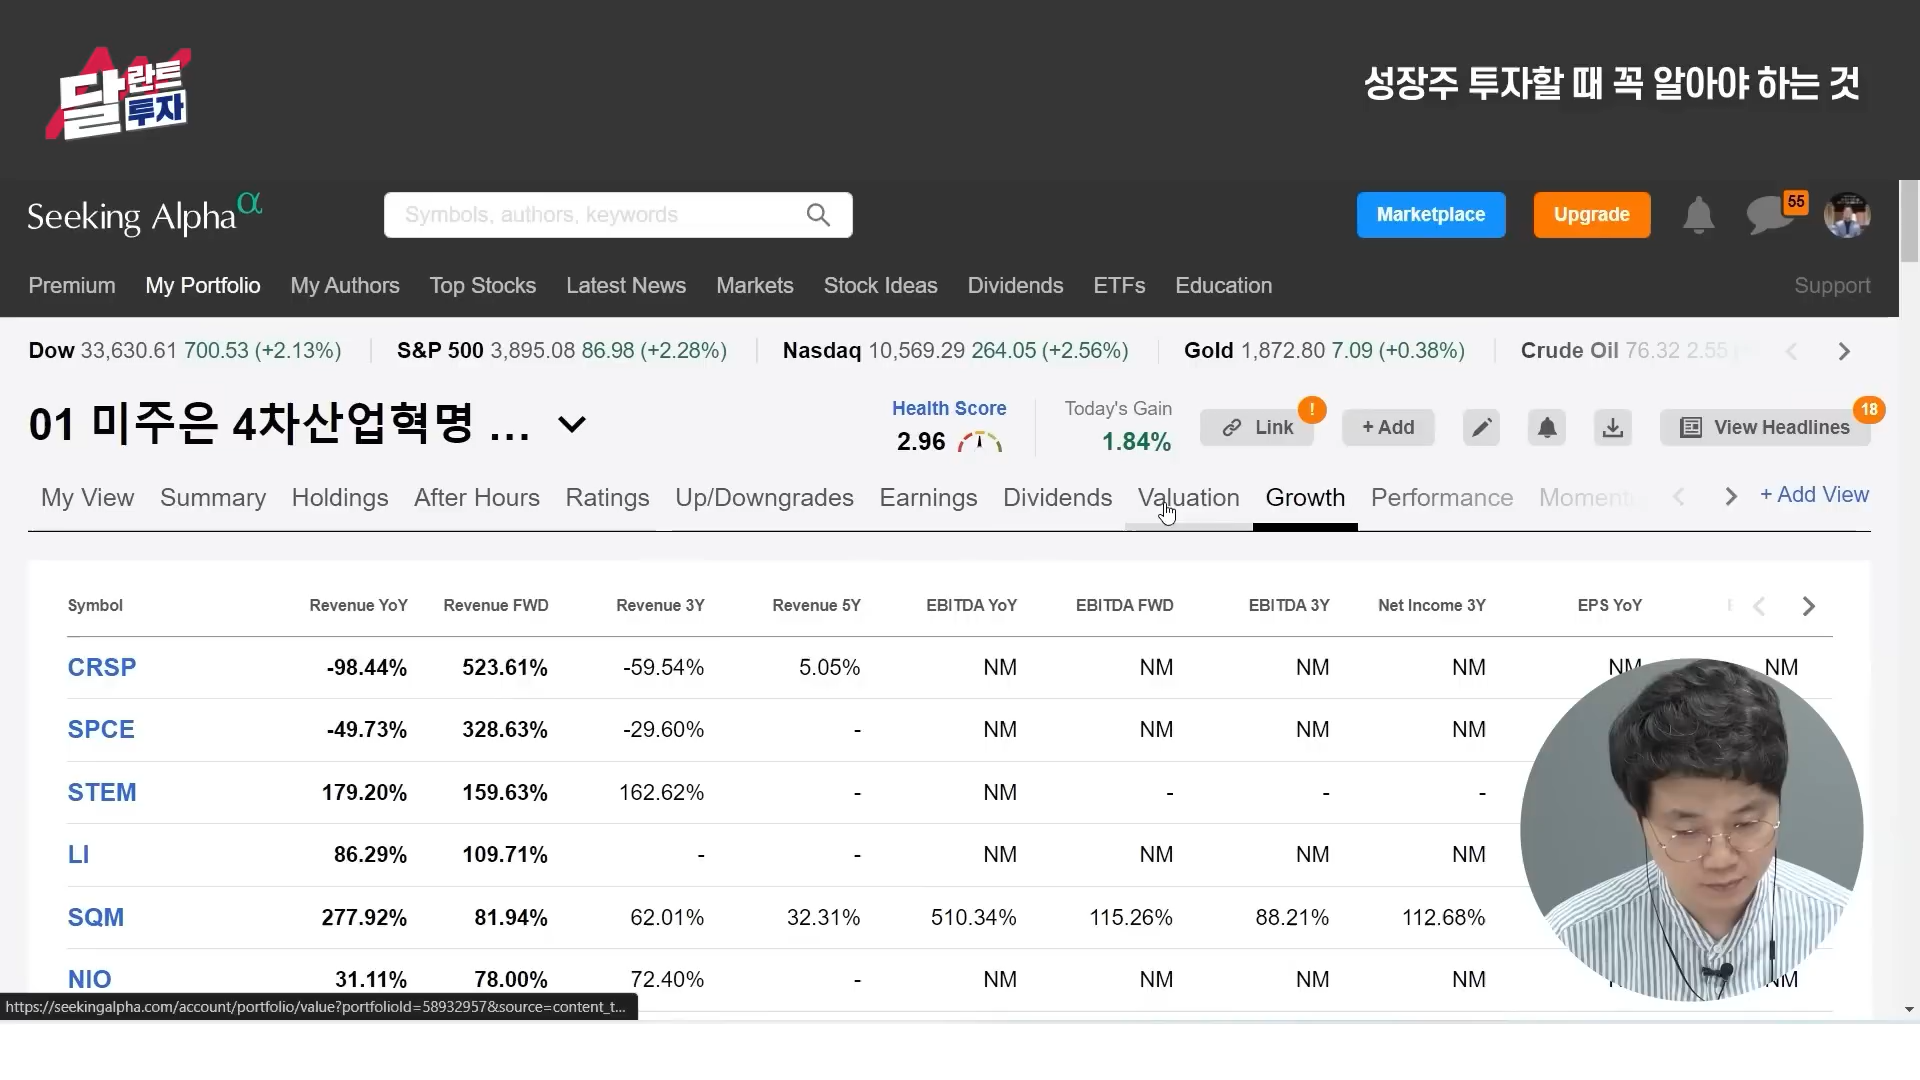 달란트투자
성장주 투자할 때 꼭 알아야 하는 것
Seeking Alpha α
Symbols, authors, keywords
Marketplace
Upgrade
55
Premium My Portfolio My Authors Top Stocks Latest News Markets Stock Ideas Dividends ETFs Education Support
Dow 33,630.61 700.53 (+2.13%) S&P 500 3,895.08 86.98 (+2.28%) Nasdaq 10,569.29 264.05 (+2.56%) Gold 1,872.80 7.09 (+0.38%) Crude Oil 76.32 2.55
01 미주은 4차산업혁명 ...
Health Score
2.96
Today's Gain
1.84%
Link !
+ Add
View Headlines 18
My View Summary Holdings After Hours Ratings Up/Downgrades Earnings Dividends Valuation Growth Performance + Add View
Symbol Revenue YoY Revenue FWD Revenue 3Y Revenue 5Y EBITDA YoY EBITDA FWD EBITDA 3Y Net Income 3Y EPS YoY
CRSP -98.44% 523.61% -59.54% 5.05% NM NM NM NM NM NM
SPCE -49.73% 328.63% -29.60% - NM NM NM NM
STEM 179.20% 159.63% 162.62% - NM - - -
LI 86.29% 109.71% - - NM NM NM NM
SQM 277.92% 81.94% 62.01% 32.31% 510.34% 115.26% 88.21% 112.68%
NIO 31.11% 78.00% 72.40% - NM NM NM NM
https://seekingalpha.com/account/portfolio/value?portfolioId=58932957&source=content_t...